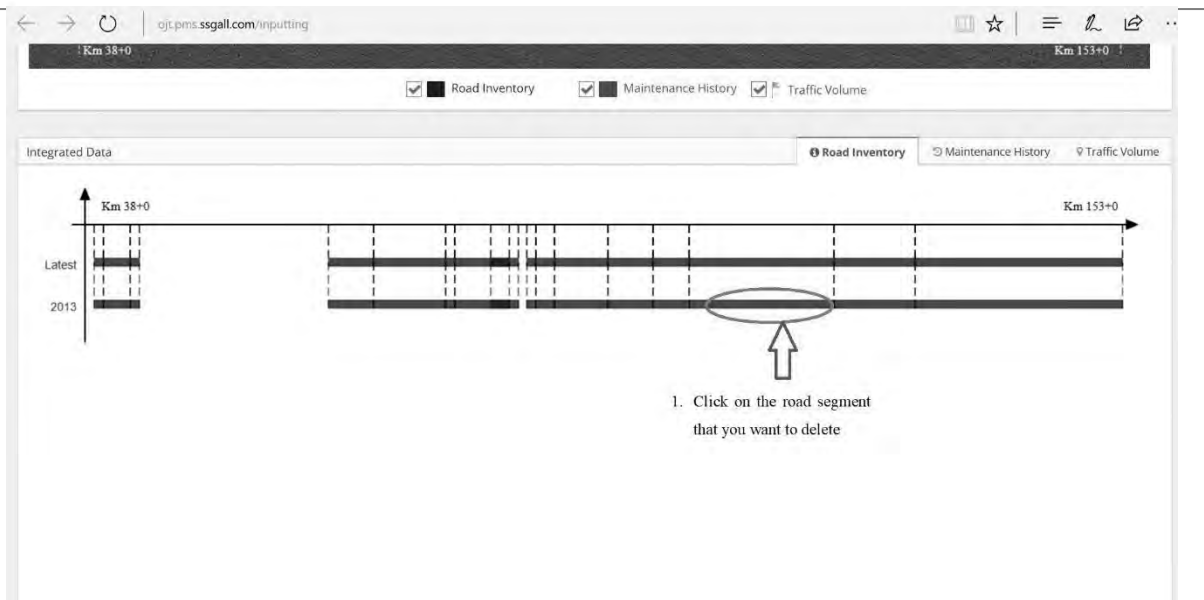 ojt.pms.ssgall.com/inputting
Km 38+0 Km 153+0
Road Inventory Maintenance History Traffic Volume
Integrated Data Road Inventory Maintenance History Traffic Volume
Km 38+0 Km 153+0
Latest
2013
1. Click on the road segment
that you want to delete